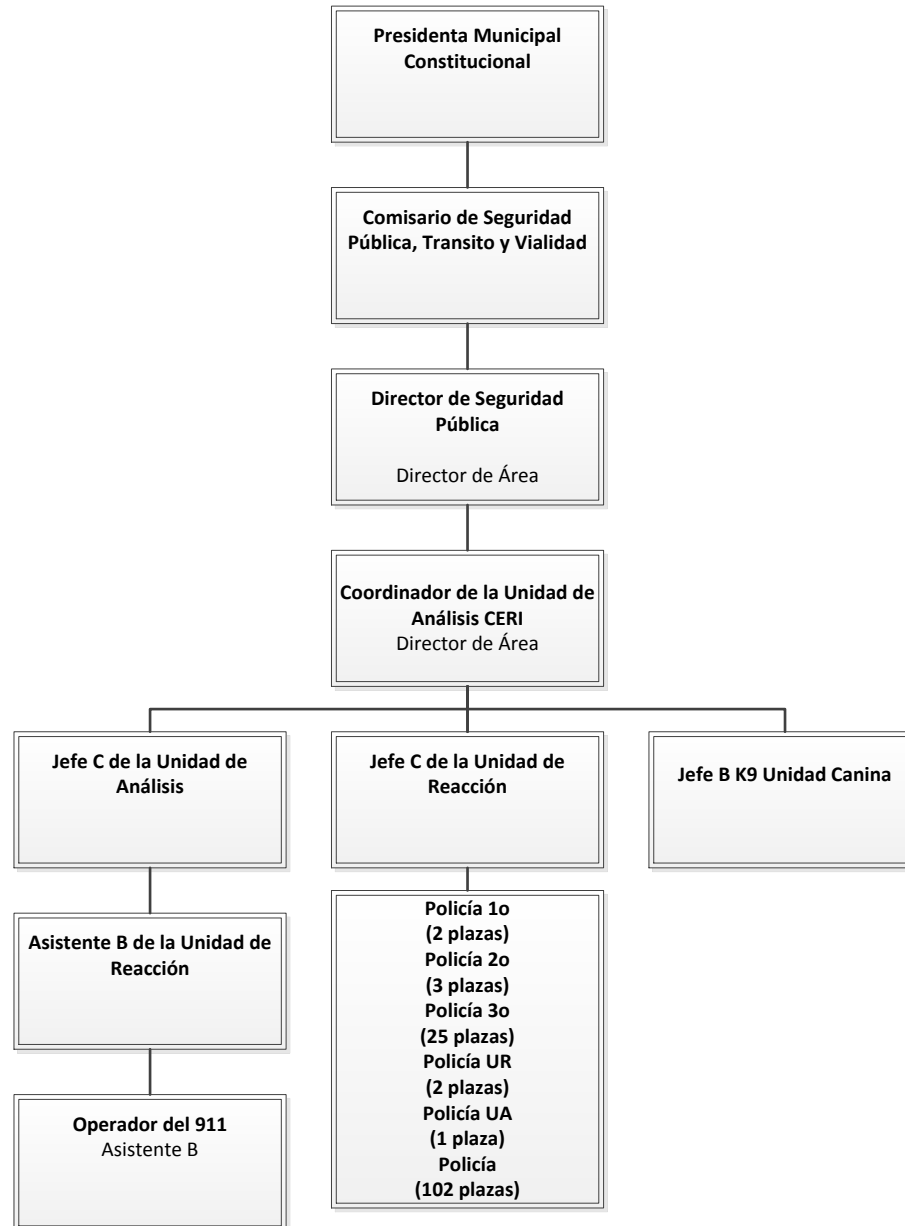 Presidenta Municipal
Constitucional
Comisario de Seguridad
Pública, Transito y Vialidad
Director de Seguridad
Pública
Director de Área
Coordinador de la Unidad de
Análisis CERI
Director de Área
Jefe C de la Unidad de
Análisis
Jefe C de la Unidad de
Reacción
Jefe B K9 Unidad Canina
Asistente B de la Unidad de
Reacción
Operador del 911
Asistente B
Policía 1o
(2 plazas)
Policía 2o
(3 plazas)
Policía 3o
(25 plazas)
Policía UR
(2 plazas)
Policía UA
(1 plaza)
Policía
(102 plazas)